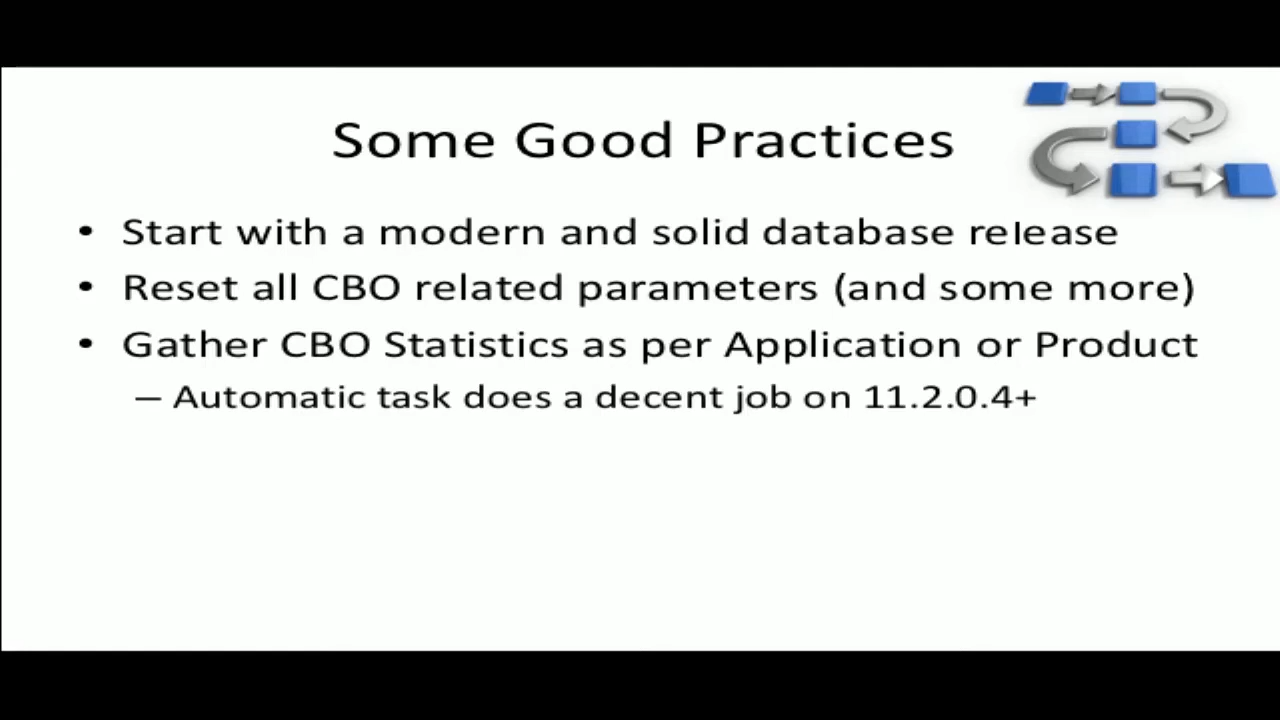 Some Good Practices
• Start with a modern and solid database release
• Reset all CBO related parameters (and some more)
• Gather CBO Statistics as per Application or Product
– Automatic task does a decent job on 11.2.0.4+